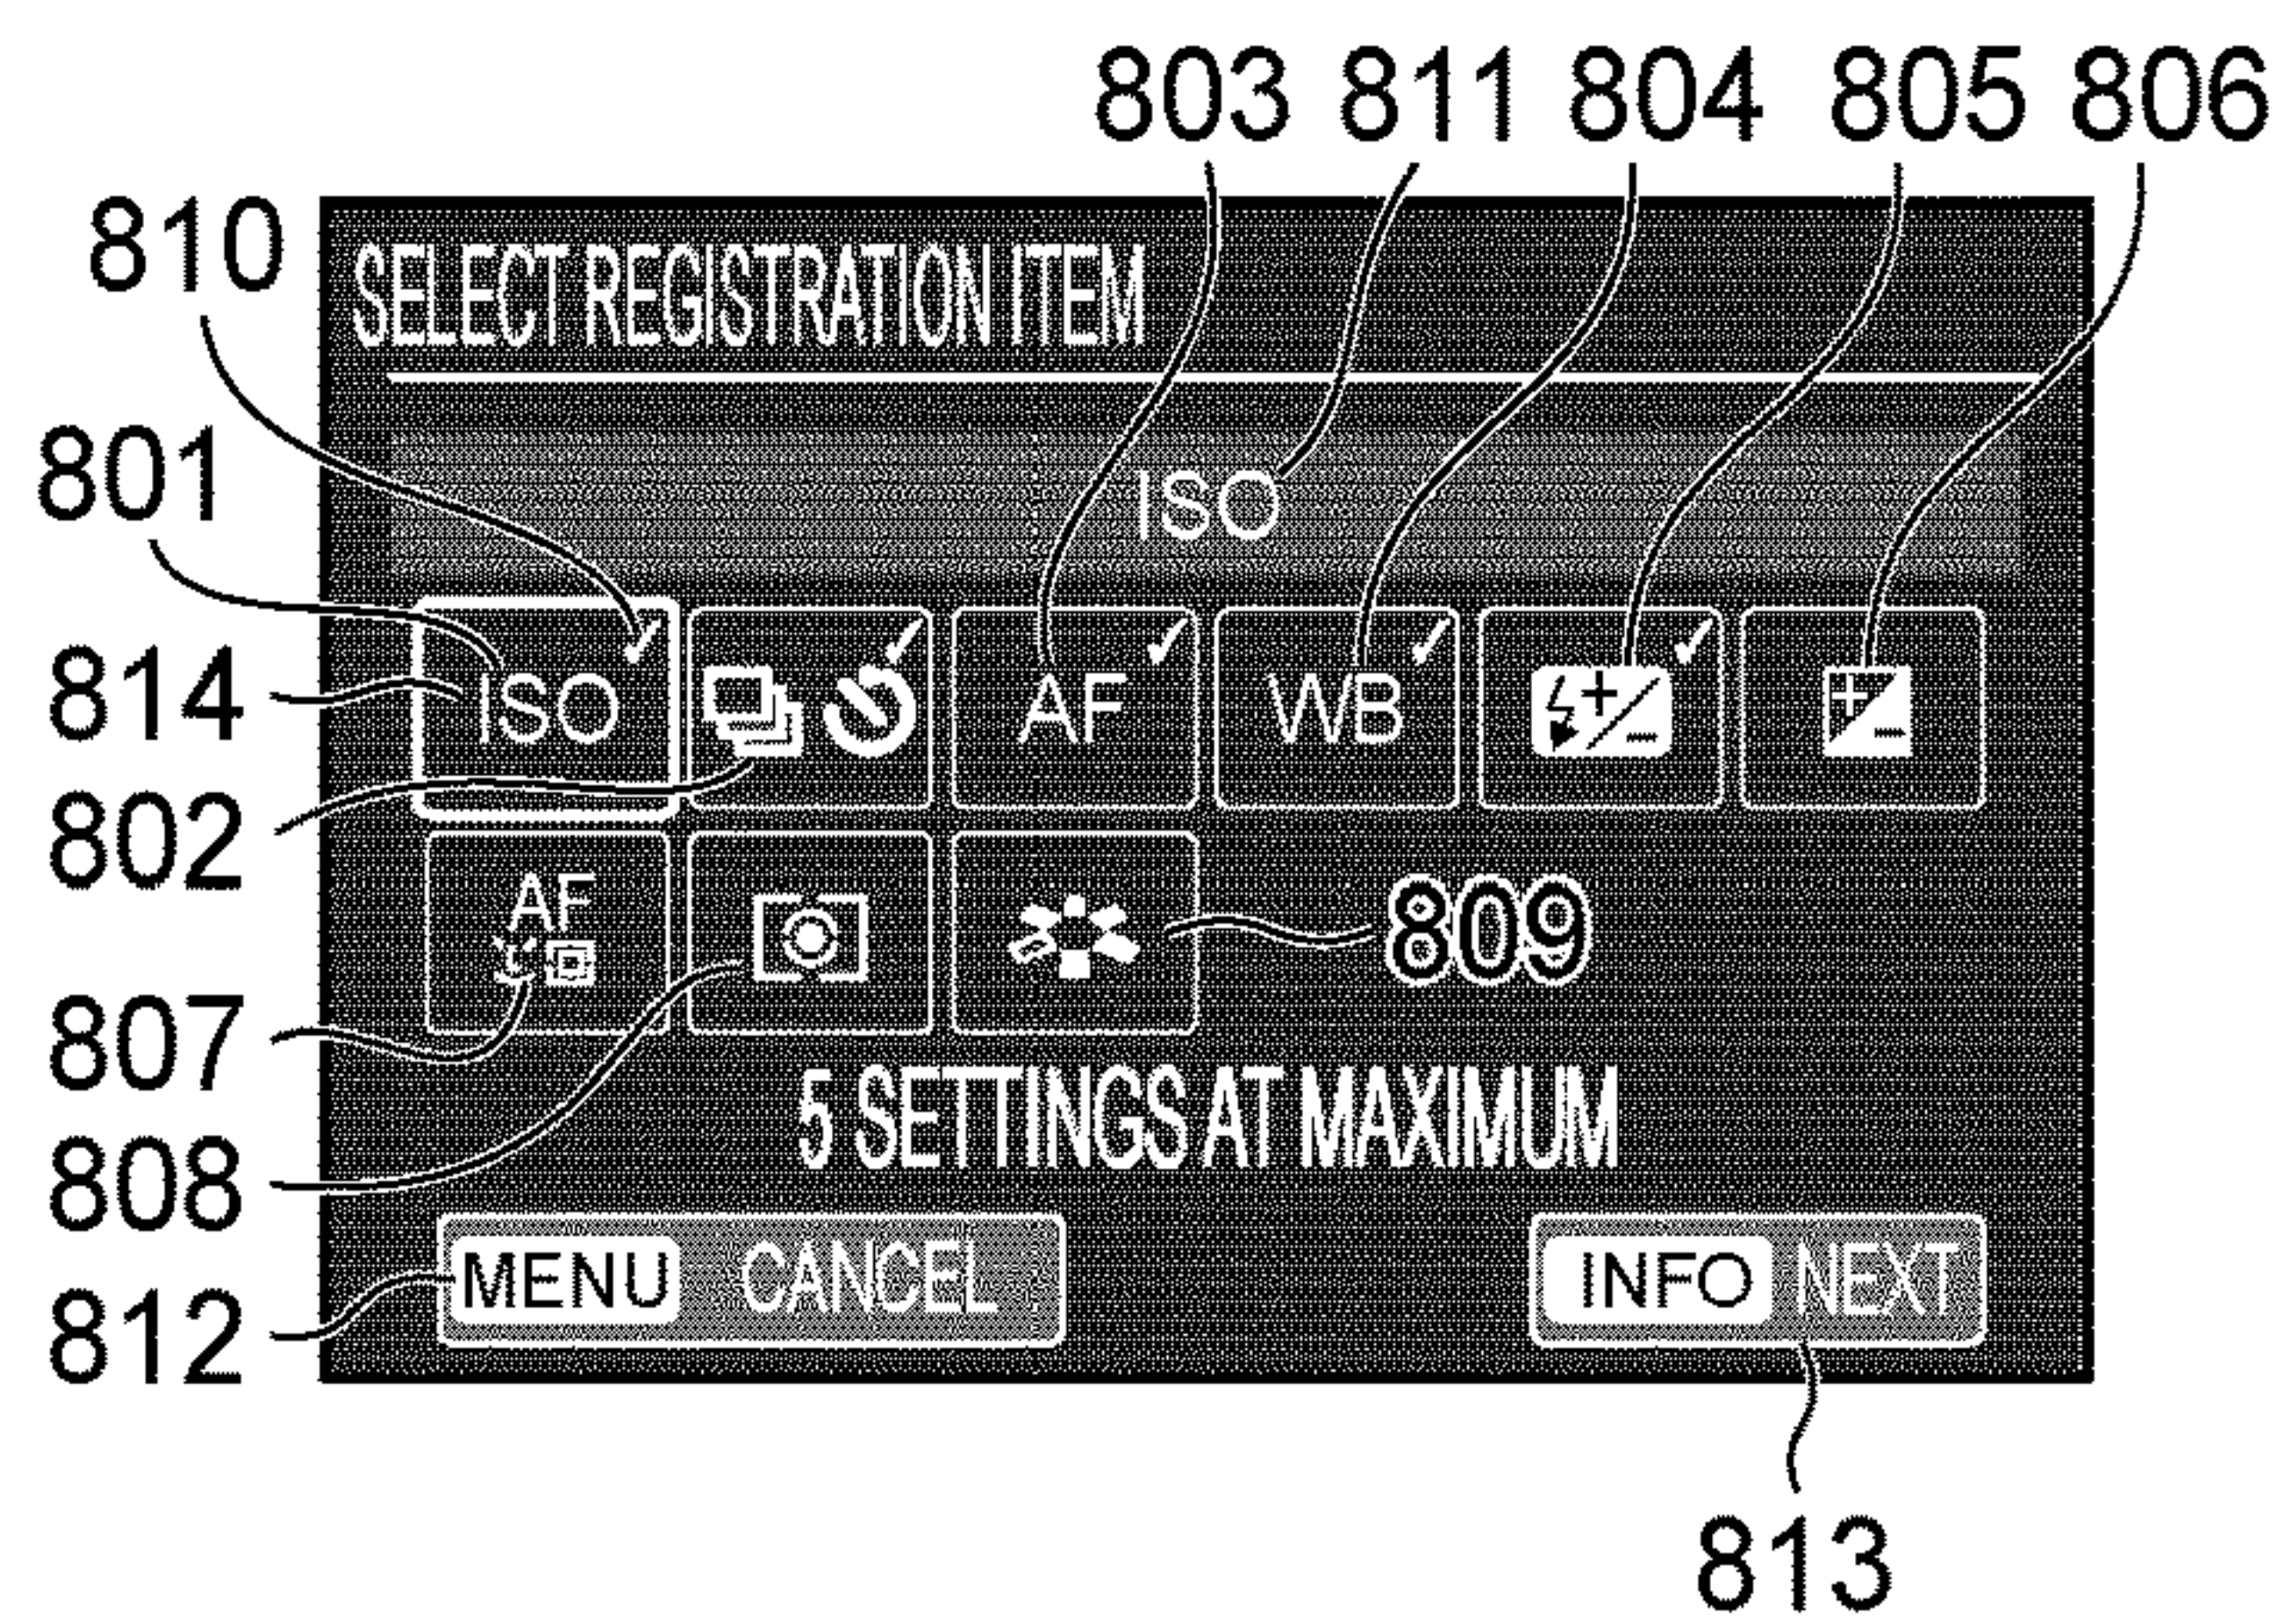 803 811 804 805 806
810
SELECT REGISTRATION ITEM
801
ISO
814
ISO AF WB
802
AF
809
807
5 SETTINGS AT MAXIMUM
808
MENU CANCEL INFO NEXT
812
813